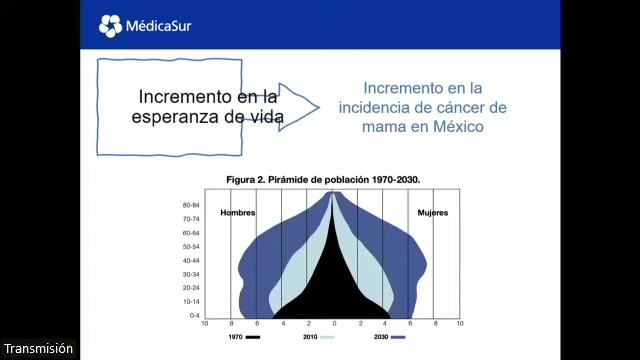 MédicaSur
Incremento en la
esperanza de vida
Incremento en la
incidencia de cáncer de
mama en México
Figura 2. Pirámide de población 1970-2030.
80-84
70-74
60-64
50-54
40-44
30-34
20-24
10-14
0-4
Hombres
Mujeres
10 8 6 4 2 0 2 4 6 8 10
1970 2010 2030
Transmisión